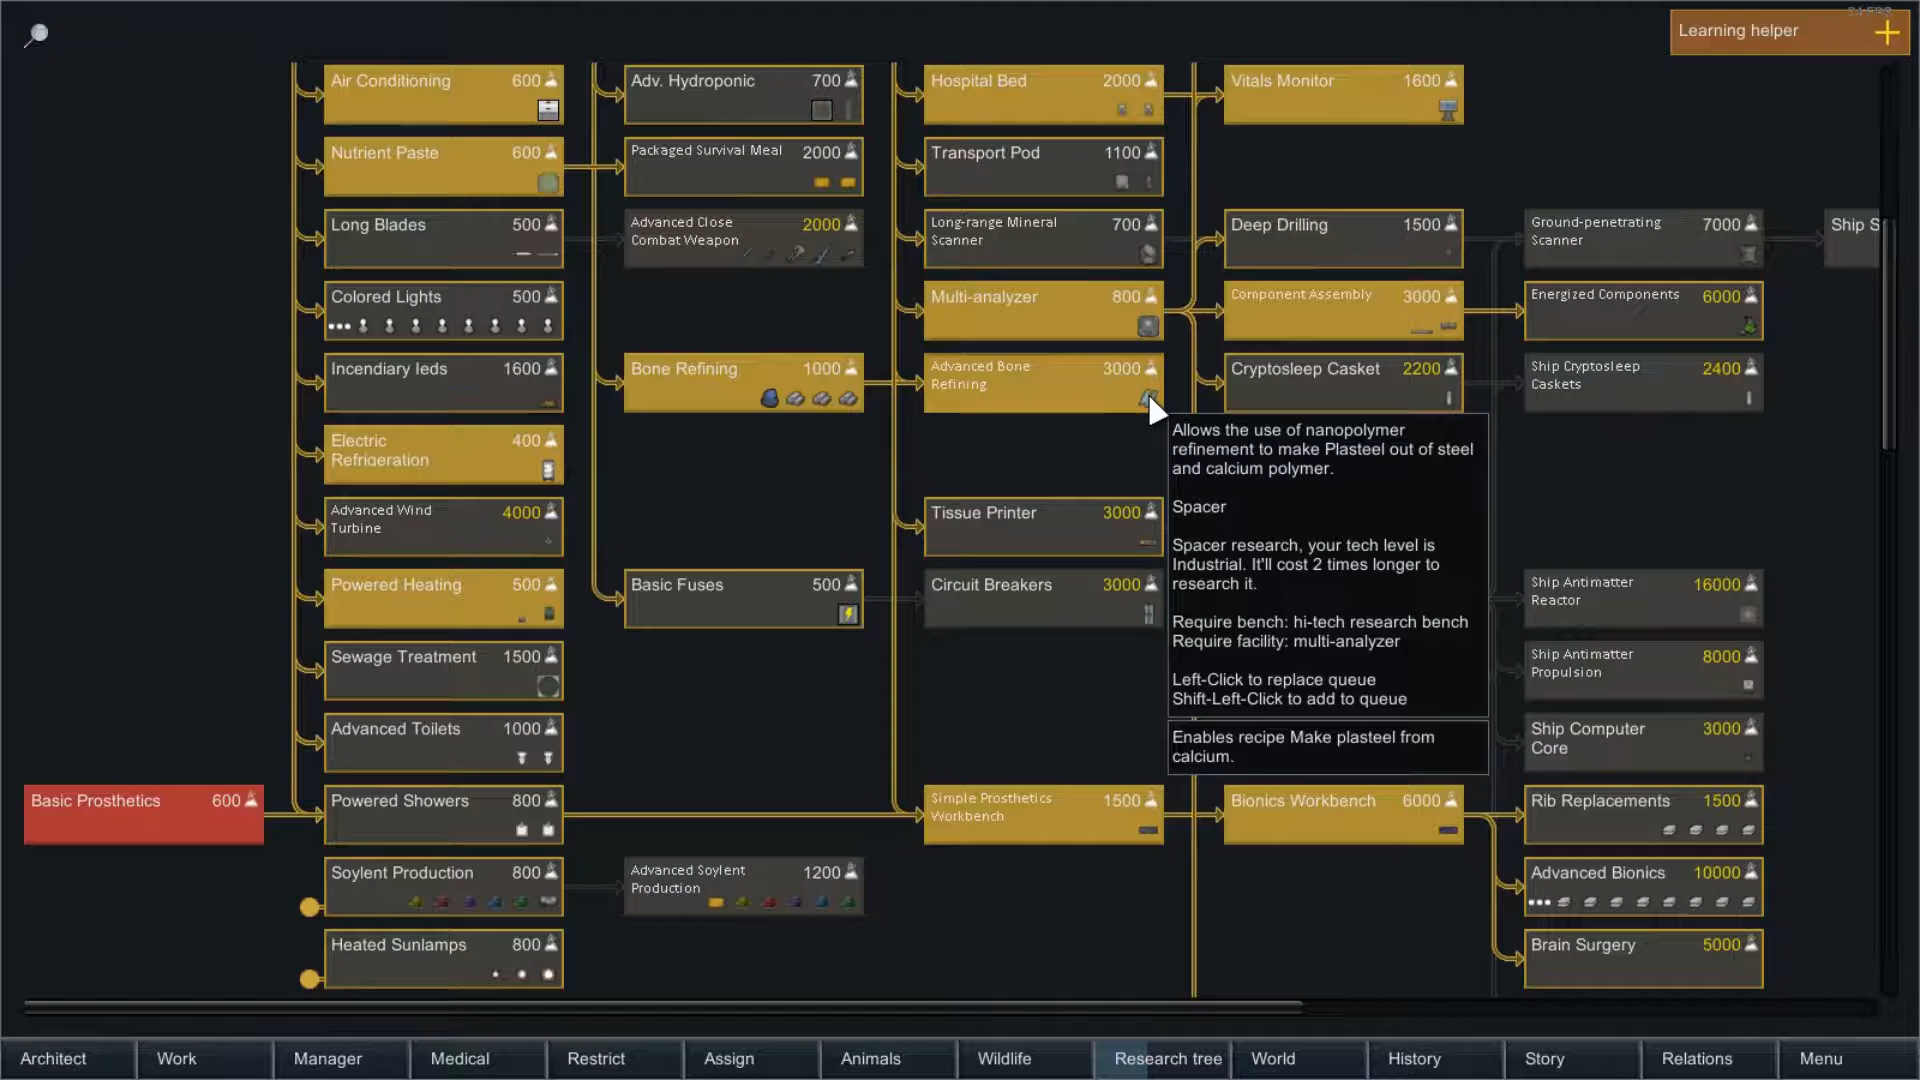 Learning helper
Air Conditioning 600
Adv. Hydroponic 700
Hospital Bed 2000
Vitals Monitor 1600
Nutrient Paste 600
Packaged Survival Meal 2000
Transport Pod 1100
Long Blades 500
Advanced Close
Combat Weapon 2000
Long-range Mineral
Scanner 700
Deep Drilling 1500
Ground-penetrating
Scanner 7000
Ship S
Colored Lights 500
Multi-analyzer 800
Component Assembly 3000
Energized Components 6000
Incendiary Ieds 1600
Bone Refining 1000
Advanced Bone
Refining 3000
Cryptosleep Casket 2200
Ship Cryptosleep
Caskets 2400
Electric
Refrigeration 400
Advanced Wind
Turbine 4000
Tissue Printer 3000
Powered Heating 500
Basic Fuses 500
Circuit Breakers 3000
Ship Antimatter
Reactor 16000
Sewage Treatment 1500
Ship Antimatter
Propulsion 8000
Advanced Toilets 1000
Ship Computer
Core 3000
Basic Prosthetics 600
Powered Showers 800
Simple Prosthetics
Workbench 1500
Bionics Workbench 6000
Rib Replacements 1500
Soylent Production 800
Advanced Soylent
Production 1200
Advanced Bionics 10000
Heated Sunlamps 800
Brain Surgery 5000
Allows the use of nanopolymer
refinement to make Plasteel out of steel
and calcium polymer.
Spacer
Spacer research, your tech level is
Industrial. It'll cost 2 times longer to
research it.
Require bench: hi-tech research bench
Require facility: multi-analyzer
Left-Click to replace queue
Shift-Left-Click to add to queue
Enables recipe Make plasteel from
calcium.
Architect Work Manager Medical Restrict Assign Animals Wildlife Research tree World History Story Relations Menu